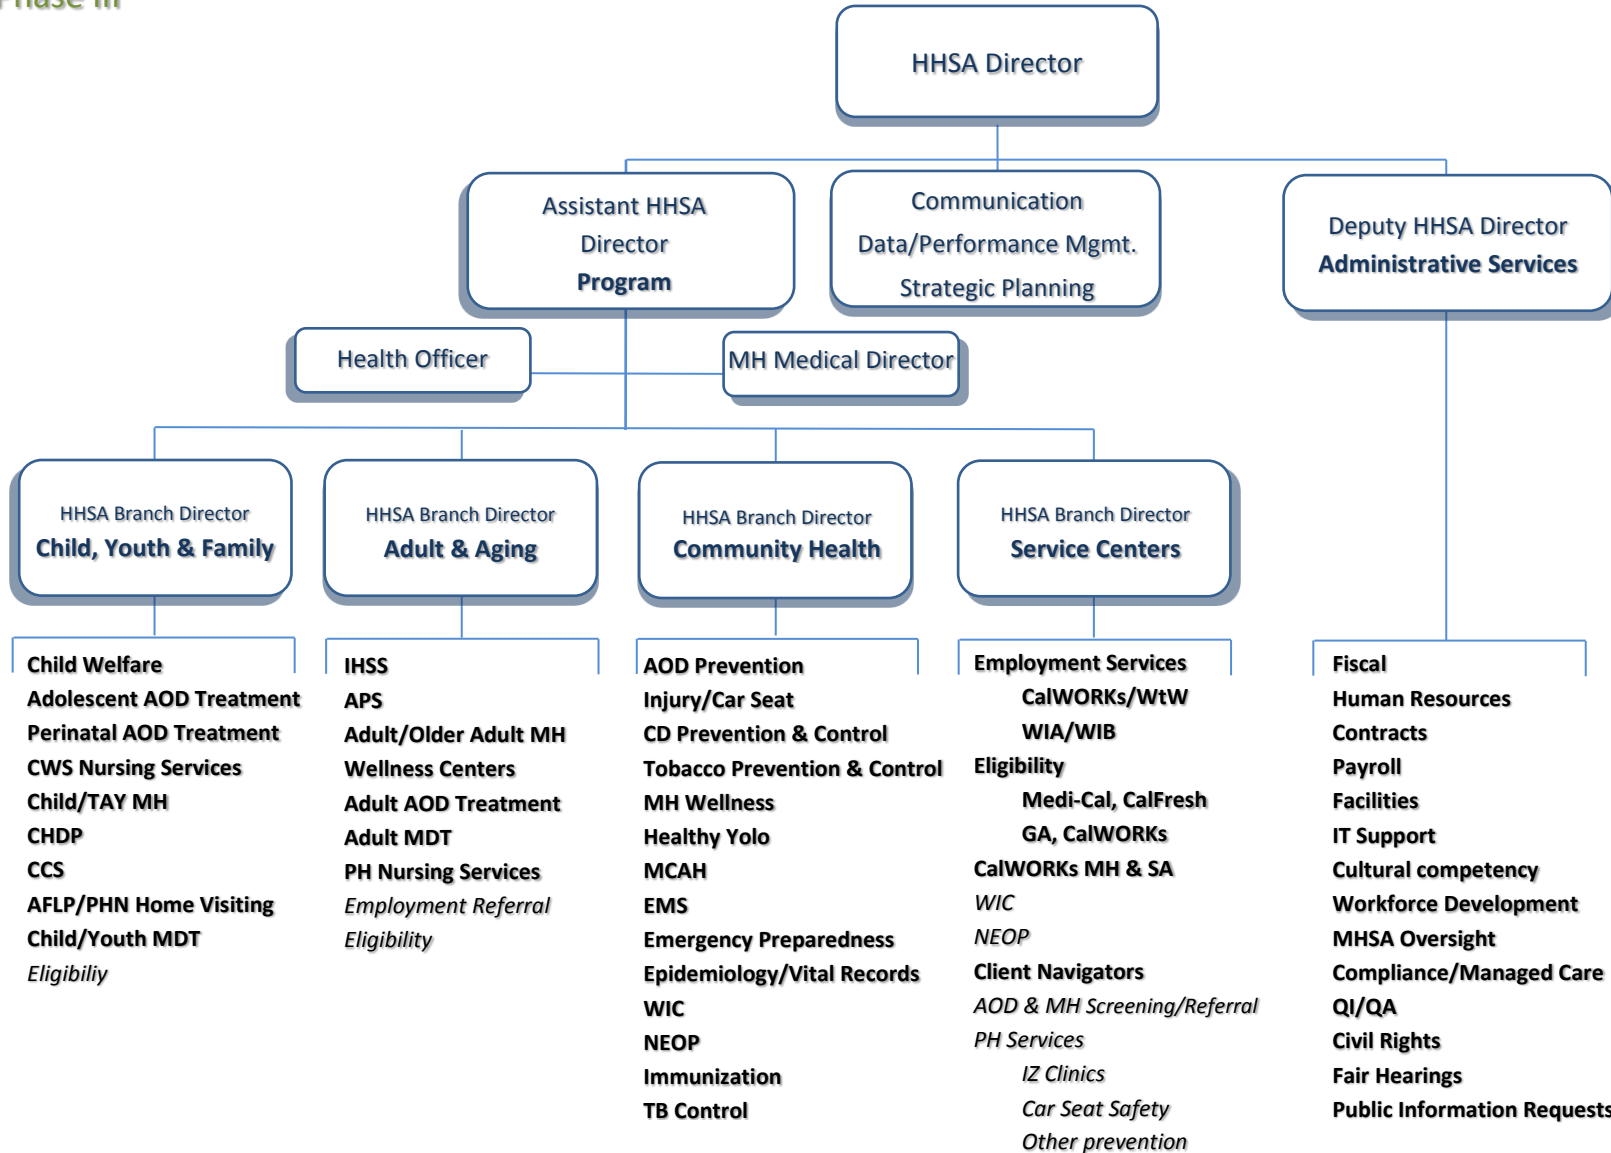 Phase III
HHSA Director
Assistant HHSA
Director
Program
Communication
Data/Performance Mgmt.
Strategic Planning
Deputy HHSA Director
Administrative Services
Health Officer
MH Medical Director
HHSA Branch Director
Child, Youth & Family
HHSA Branch Director
Adult & Aging
HHSA Branch Director
Community Health
HHSA Branch Director
Service Centers
Child Welfare
Adolescent AOD Treatment
Perinatal AOD Treatment
CWS Nursing Services
Child/TAY MH
CHDP
CCS
AFLP/PHN Home Visiting
Child/Youth MDT
Eligibiliy
IHSS
APS
Adult/Older Adult MH
Wellness Centers
Adult AOD Treatment
Adult MDT
PH Nursing Services
Employment Referral
Eligibility
AOD Prevention
Injury/Car Seat
CD Prevention & Control
Tobacco Prevention & Control
MH Wellness
Healthy Yolo
MCAH
EMS
Emergency Preparedness
Epidemiology/Vital Records
WIC
NEOP
Immunization
TB Control
Employment Services
CalWORKs/WtW
WIA/WIB
Eligibility
Medi-Cal, CalFresh
GA, CalWORKs
CalWORKs MH & SA
WIC
NEOP
Client Navigators
AOD & MH Screening/Referral
PH Services
IZ Clinics
Car Seat Safety
Other prevention
Fiscal
Human Resources
Contracts
Payroll
Facilities
IT Support
Cultural competency
Workforce Development
MHSA Oversight
Compliance/Managed Care
QI/QA
Civil Rights
Fair Hearings
Public Information Requests